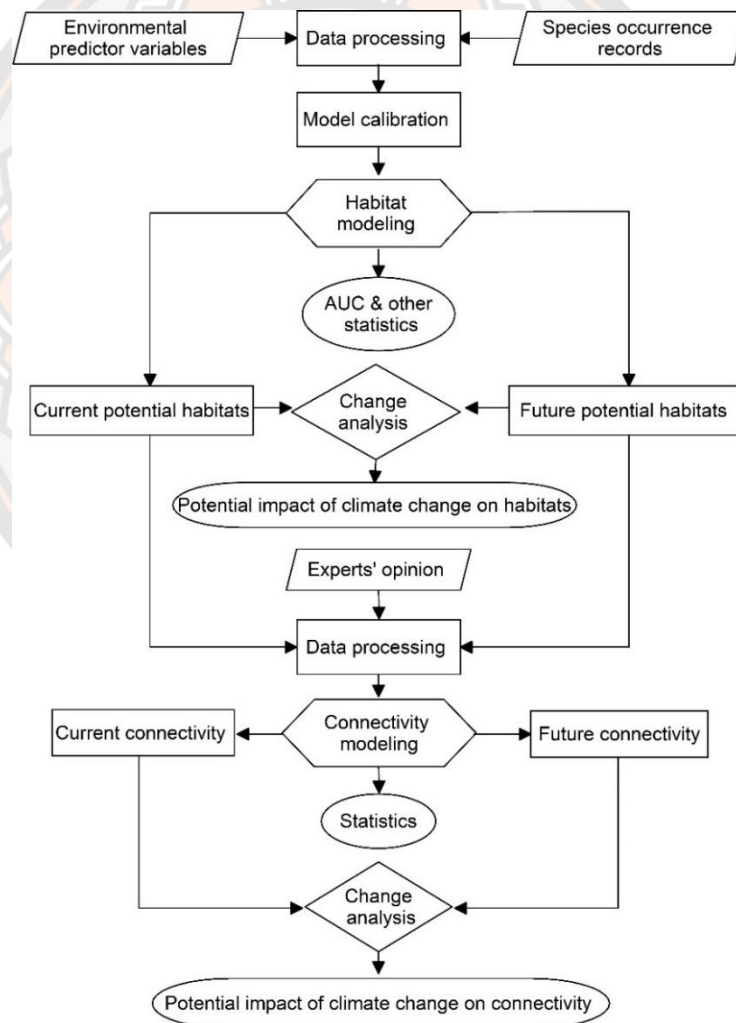 Environmental
predictor variables
Data processing
Species occurrence
records
Model calibration
Habitat
modeling
AUC & other
statistics
Current potential habitats
Change
analysis
Future potential habitats
Potential impact of climate change on habitats
Experts' opinion
Data processing
Current connectivity
Connectivity
modeling
Future connectivity
Statistics
Change
analysis
Potential impact of climate change on connectivity